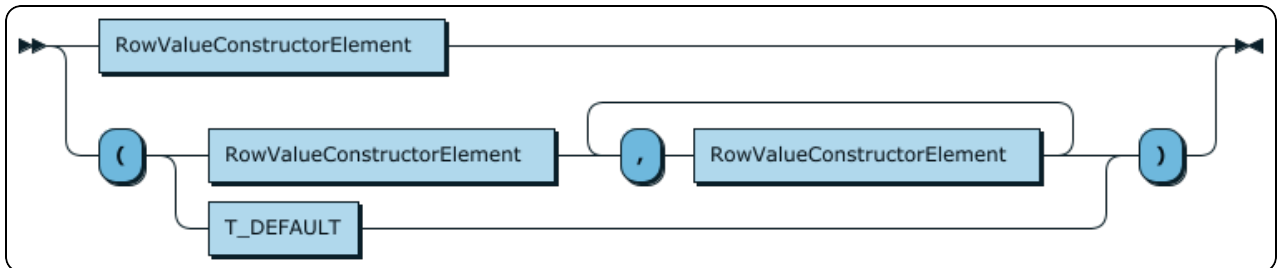 RowValueConstructorElement
( RowValueConstructorElement , RowValueConstructorElement )
T_DEFAULT